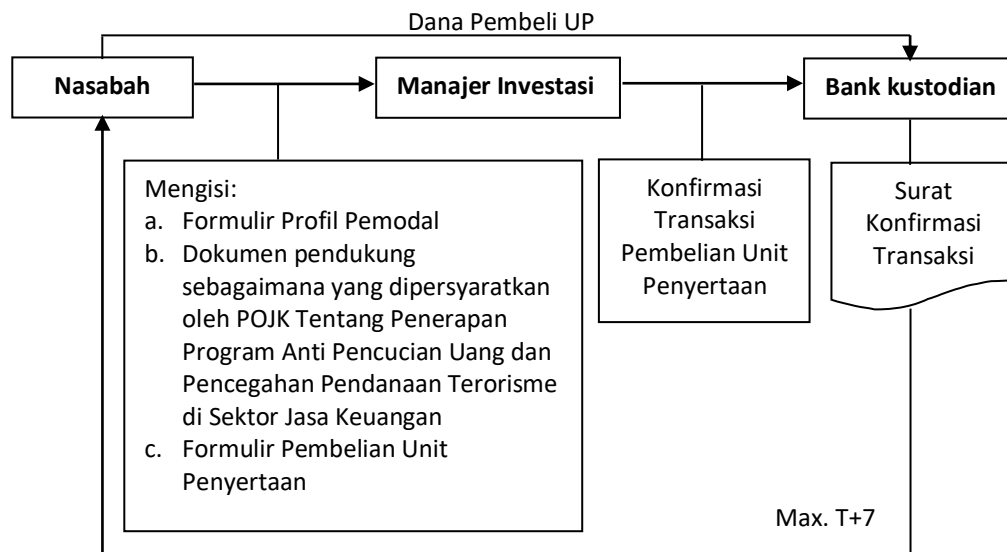 Dana Pembeli UP
Nasabah
Manajer Investasi
Bank kustodian
Mengisi:
a. Formulir Profil Pemodal
b. Dokumen pendukung
sebagaimana yang dipersyaratkan
oleh POJK Tentang Penerapan
Program Anti Pencucian Uang dan
Pencegahan Pendanaan Terorisme
di Sektor Jasa Keuangan
c. Formulir Pembelian Unit
Penyertaan
Konfirmasi
Transaksi
Pembelian Unit
Penyertaan
Surat
Konfirmasi
Transaksi
Max. T+7